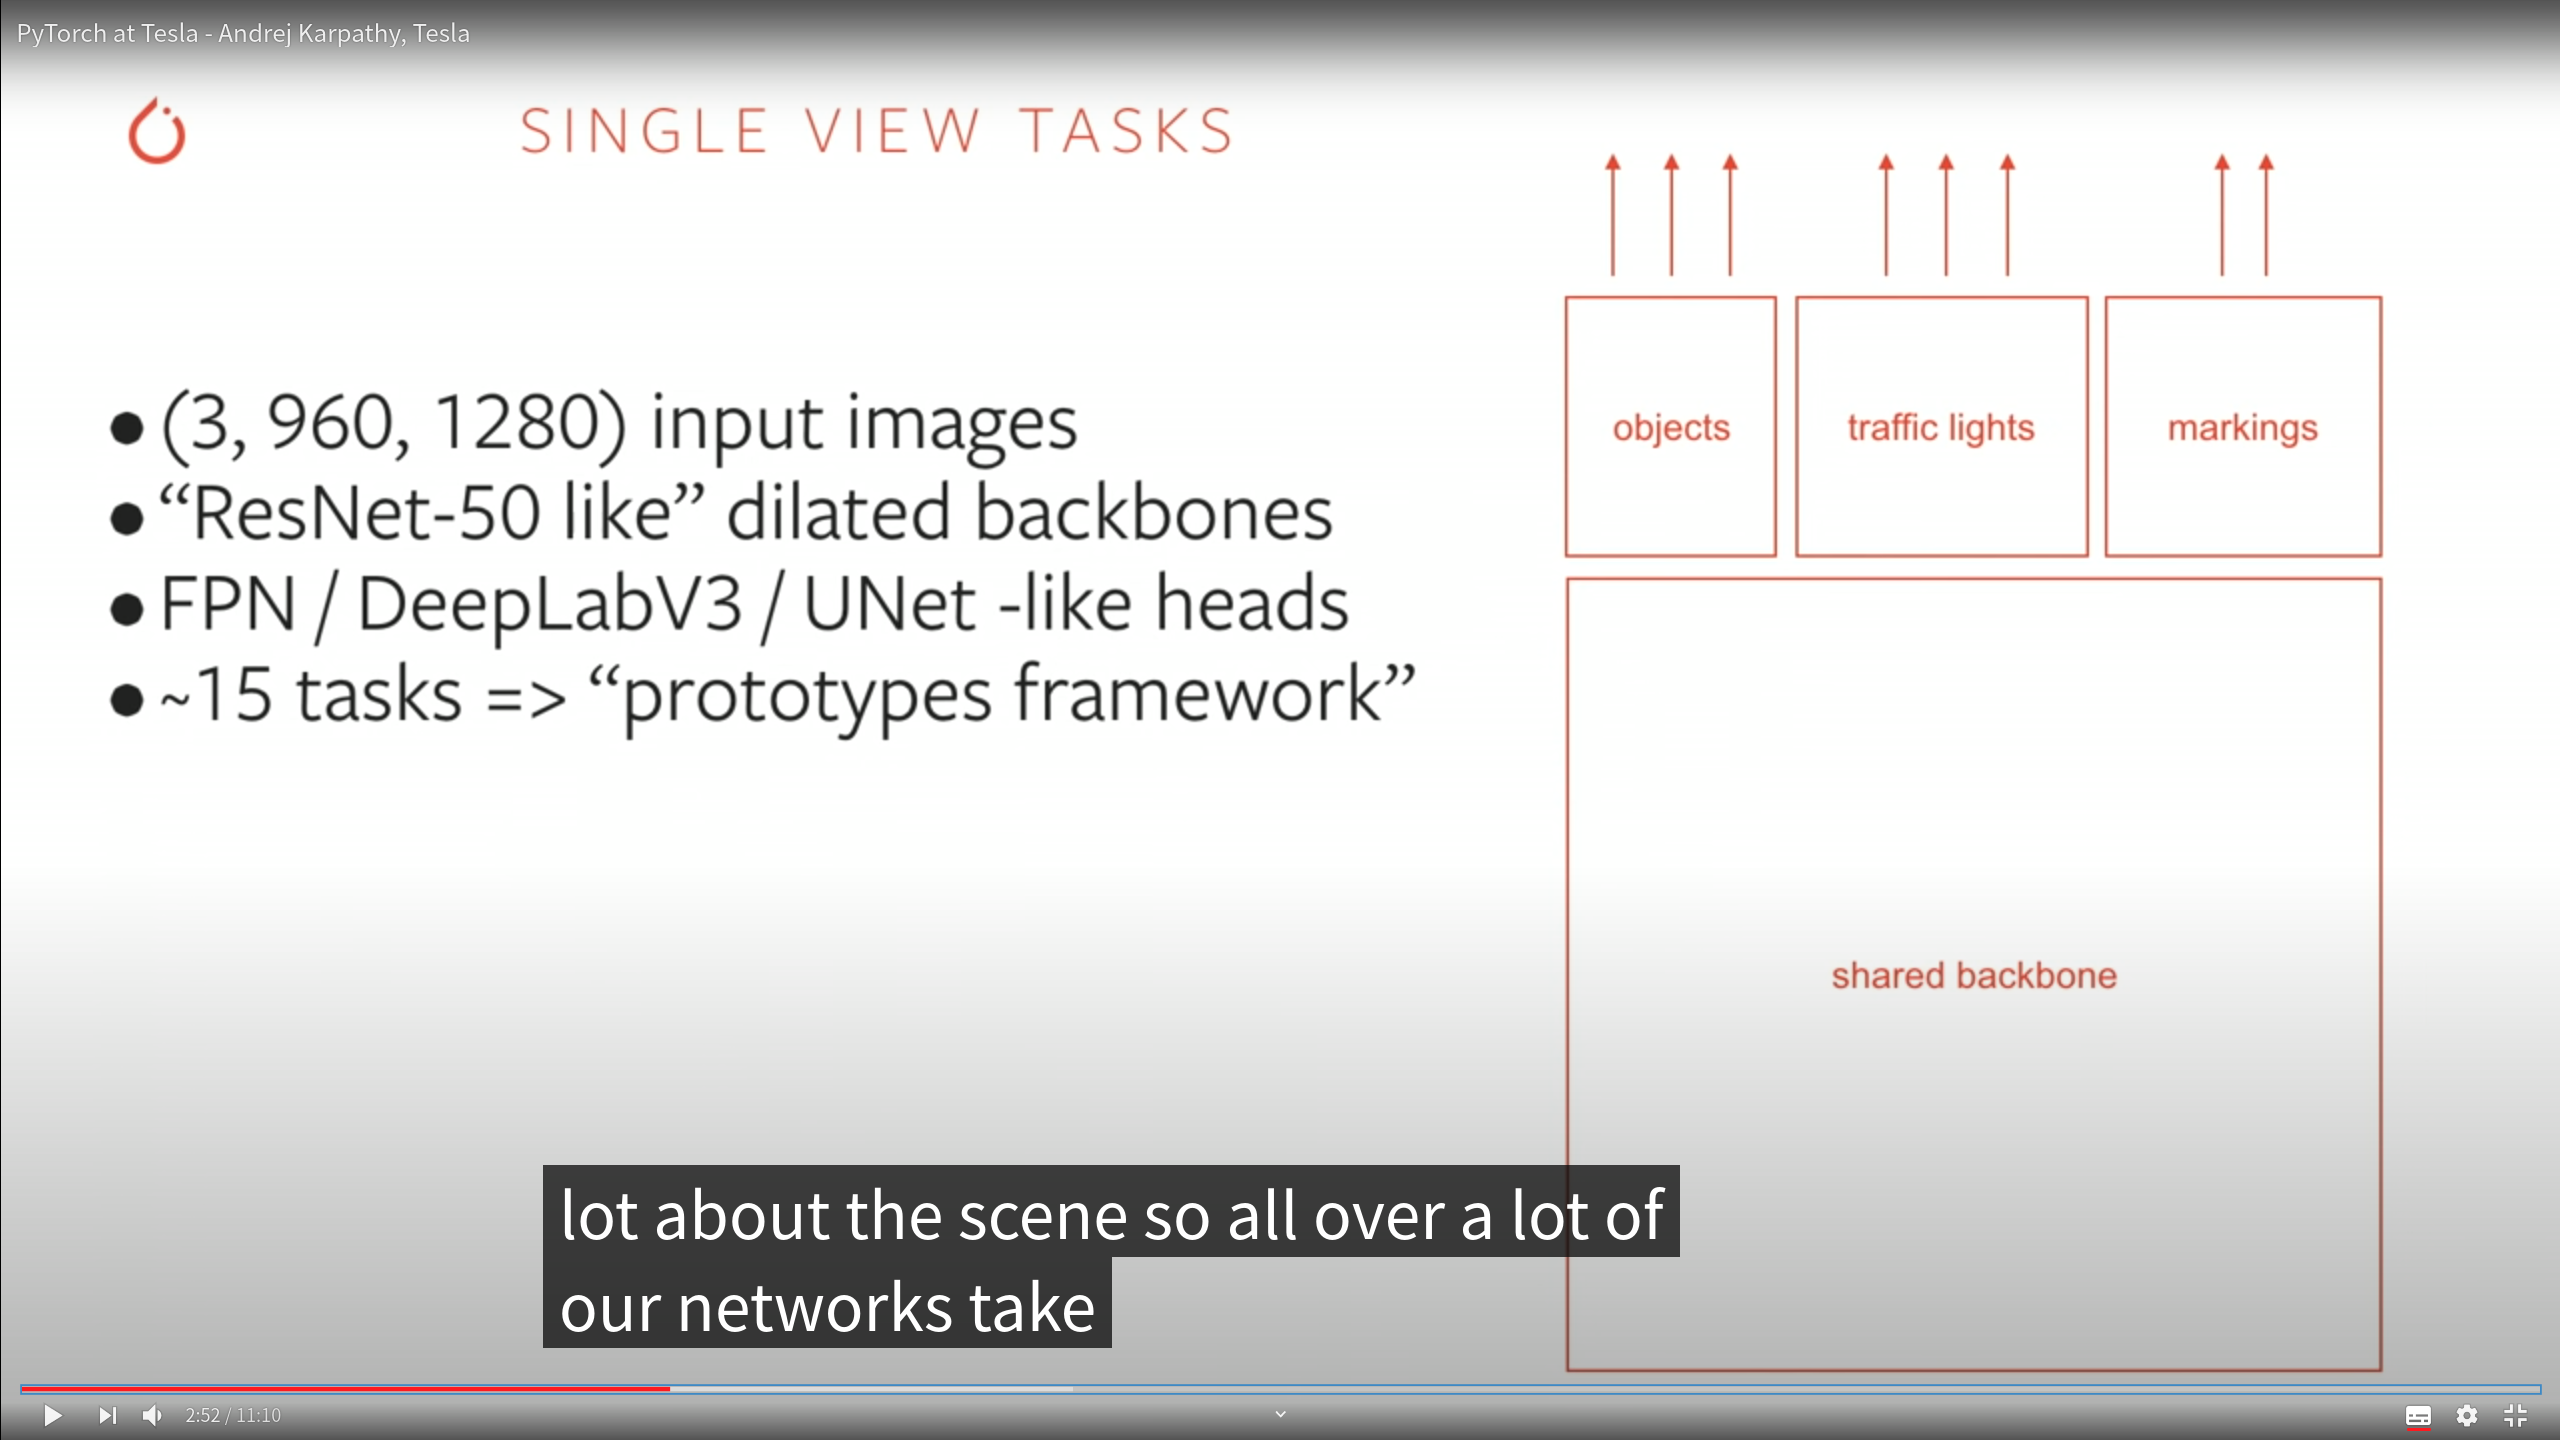 PyTorch at Tesla - Andrej Karpathy, Tesla
SINGLE VIEW TASKS
• (3, 960, 1280) input images
• “ResNet-50 like” dilated backbones
• FPN / DeepLabV3 / UNet -like heads
• ~15 tasks => “prototypes framework”
objects
traffic lights
markings
shared backbone
lot about the scene so all over a lot of
our networks take
2:52 / 11:10